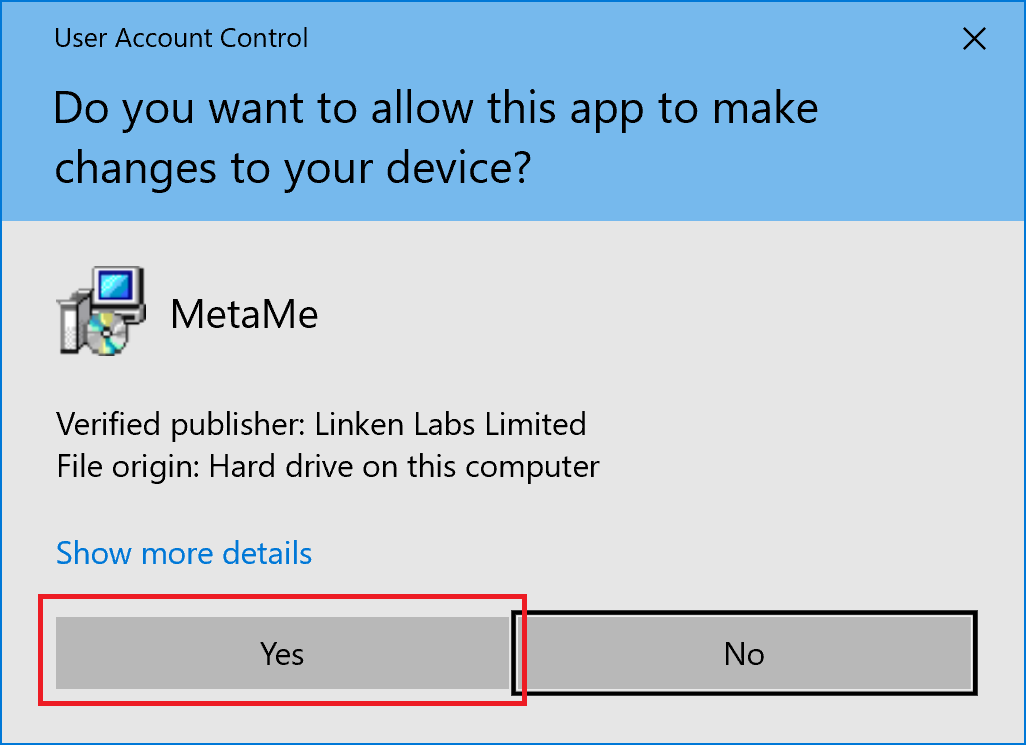 User Account Control
Do you want to allow this app to make
changes to your device?
MetaMe
Verified publisher: Linken Labs Limited
File origin: Hard drive on this computer
Show more details
Yes
No